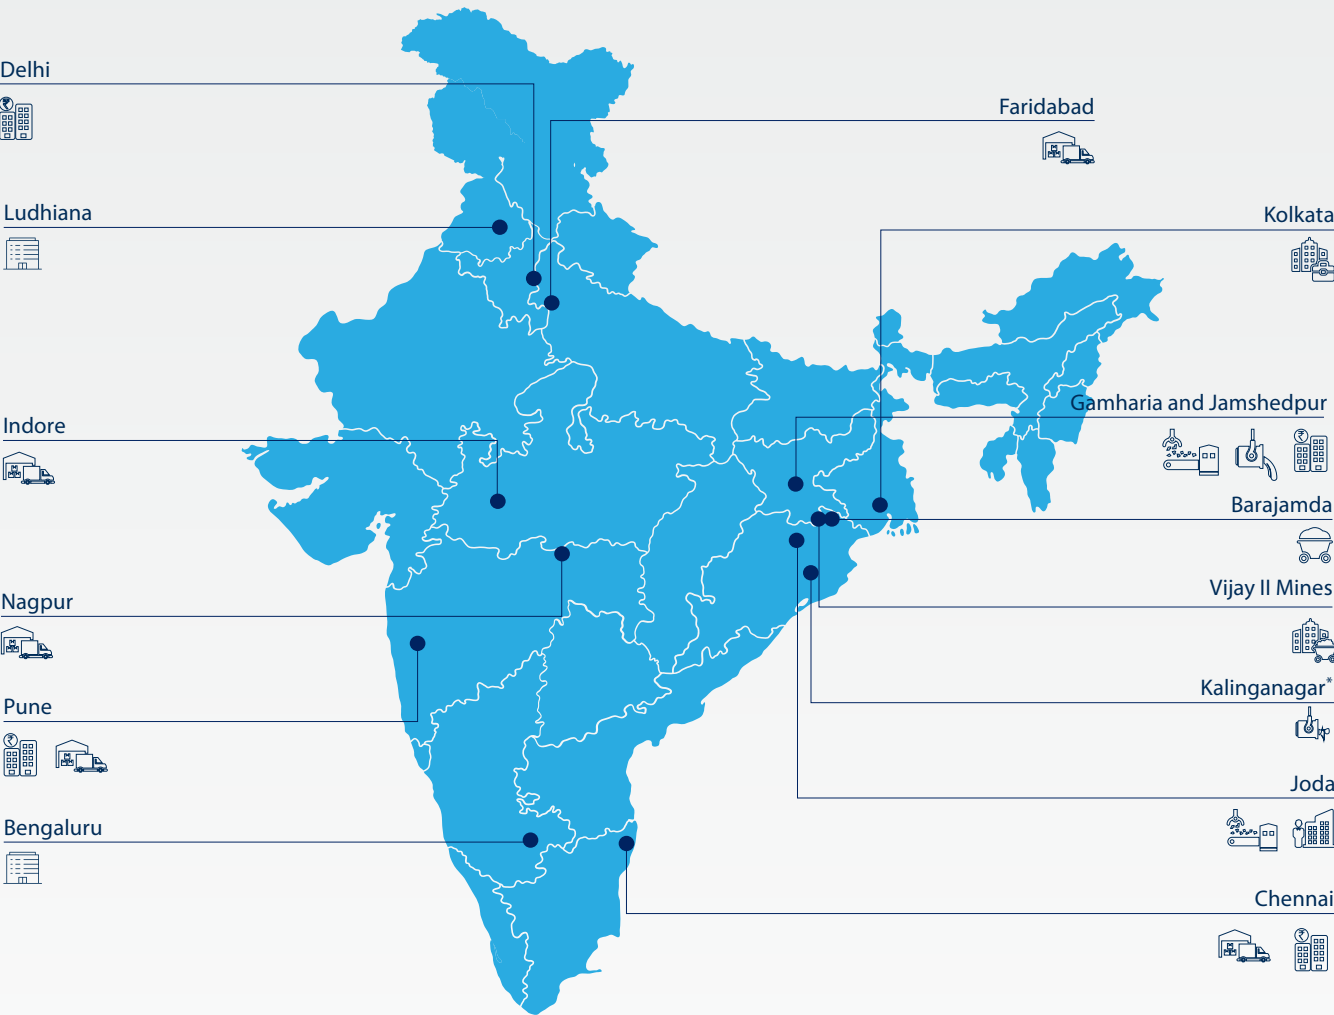 Delhi
Faridabad
Ludhiana
Kolkata
Gamharia and Jamshedpur
Indore
Barajamda
Vijay II Mines
Nagpur
Kalinganagar*
Pune
Joda
Bengaluru
Chennai